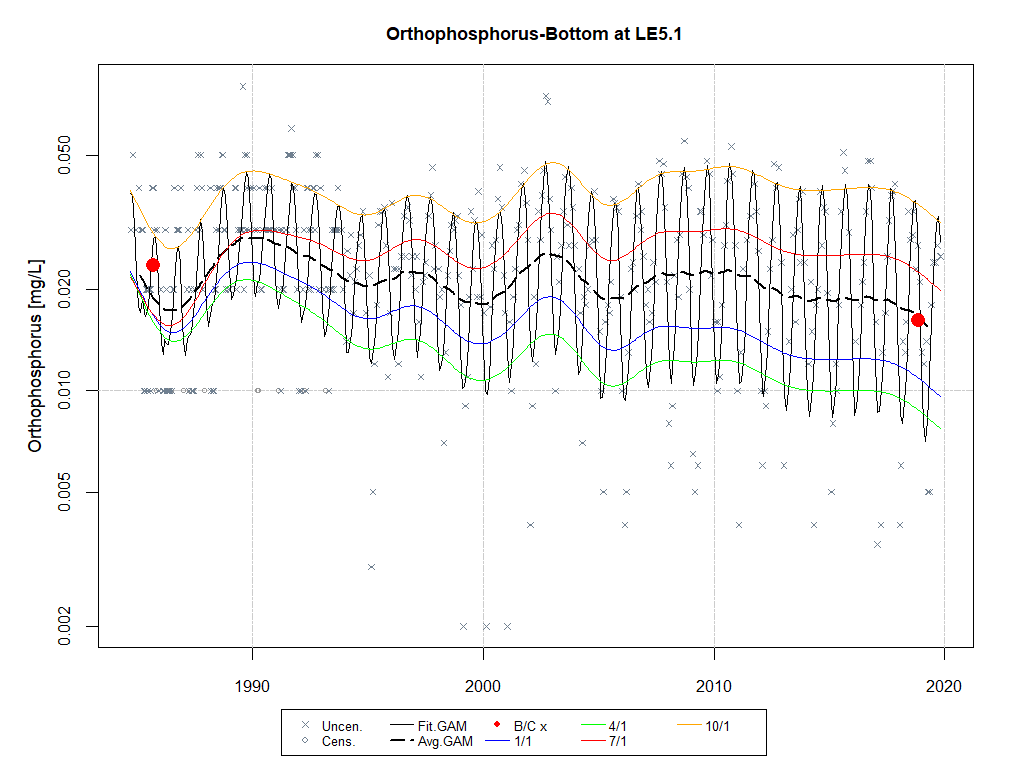 Orthophosphorus-Bottom at LE5.1
Orthophosphorus [mg/L]
0.050
0.020
0.010
0.005
0.002
1990 2000 2010 2020
Uncen. Fit.GAM B/C x 4/1 10/1
Cens. Avg.GAM 1/1 7/1